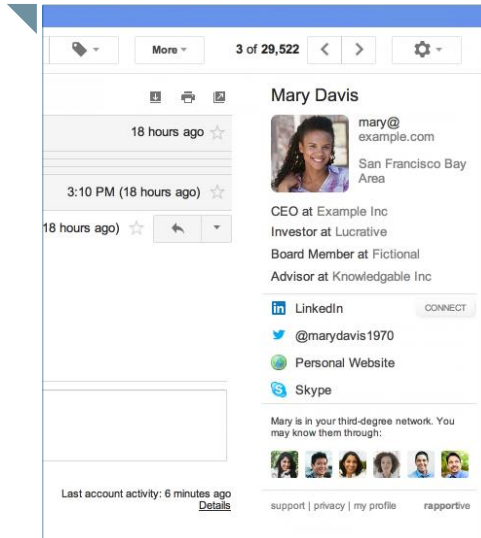 More
3 of 29,522
Mary Davis
mary@
example.com
San Francisco Bay
Area
18 hours ago
3:10 PM (18 hours ago)
18 hours ago)
CEO at Example Inc
Investor at Lucrative
Board Member at Fictional
Advisor at Knowledgable Inc
in LinkedIn CONNECT
@marydavis1970
Personal Website
S Skype
Mary is in your third-degree network. You
may know them through:
Last account activity: 6 minutes ago
Details
support | privacy | my profile rapportive